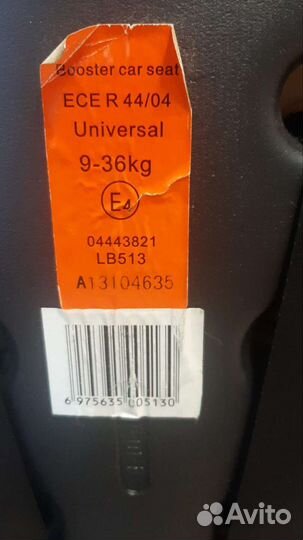 Booster car seat
ECE R 44/04
Universal
9-36kg
E4
04443821
LB513
A13104635
6 975635 005130
Avito